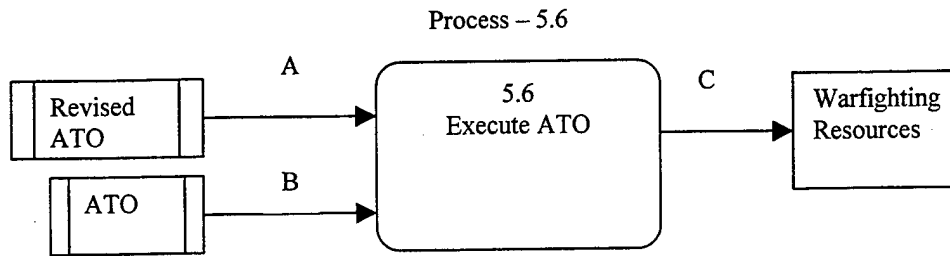 Process – 5.6
A
Revised
ATO
B
ATO
5.6
Execute ATO
C
Warfighting
Resources